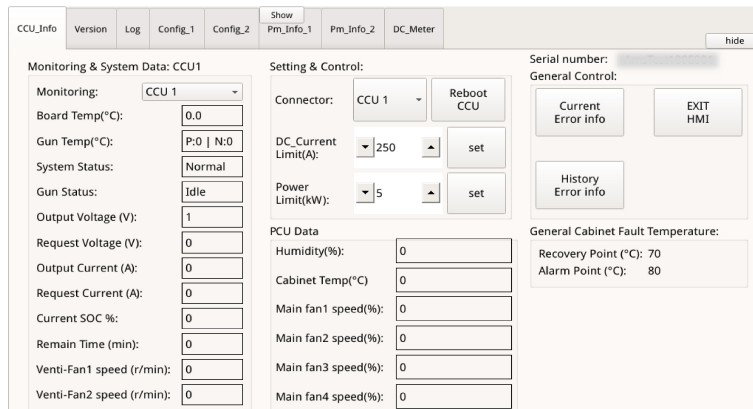 CCU_Info
Version
Log
Config_1
Config_2
Show
Pm_Info_1
Pm_Info_2
DC_Meter
hide
Monitoring & System Data: CCU1
Monitoring: CCU 1
Board Temp(°C): 0.0
Gun Temp(°C): P:0 | N:0
System Status: Normal
Gun Status: Idle
Output Voltage (V): 1
Request Voltage (V): 0
Output Current (A): 0
Request Current (A): 0
Current SOC %: 0
Remain Time (min): 0
Venti-Fan1 speed (r/min): 0
Venti-Fan2 speed (r/min): 0
Setting & Control:
Connector: CCU 1
Reboot
CCU
DC_Current
Limit(A): 250 set
Power
Limit(kW): 5 set
PCU Data
Humidity(%): 0
Cabinet Temp(°C) 0
Main fan1 speed(%): 0
Main fan2 speed(%): 0
Main fan3 speed(%): 0
Main fan4 speed(%): 0
Serial number:
General Control:
Current
Error info
EXIT
HMI
History
Error info
General Cabinet Fault Temperature:
Recovery Point (°C): 70
Alarm Point (°C): 80